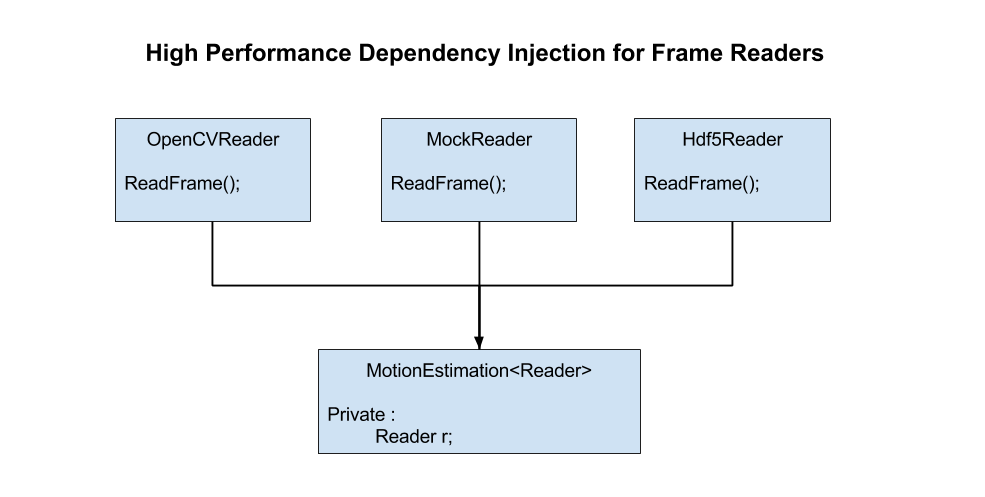 High Performance Dependency Injection for Frame Readers
OpenCVReader
ReadFrame();
MockReader
ReadFrame();
Hdf5Reader
ReadFrame();
MotionEstimation<Reader>
Private :
Reader r;